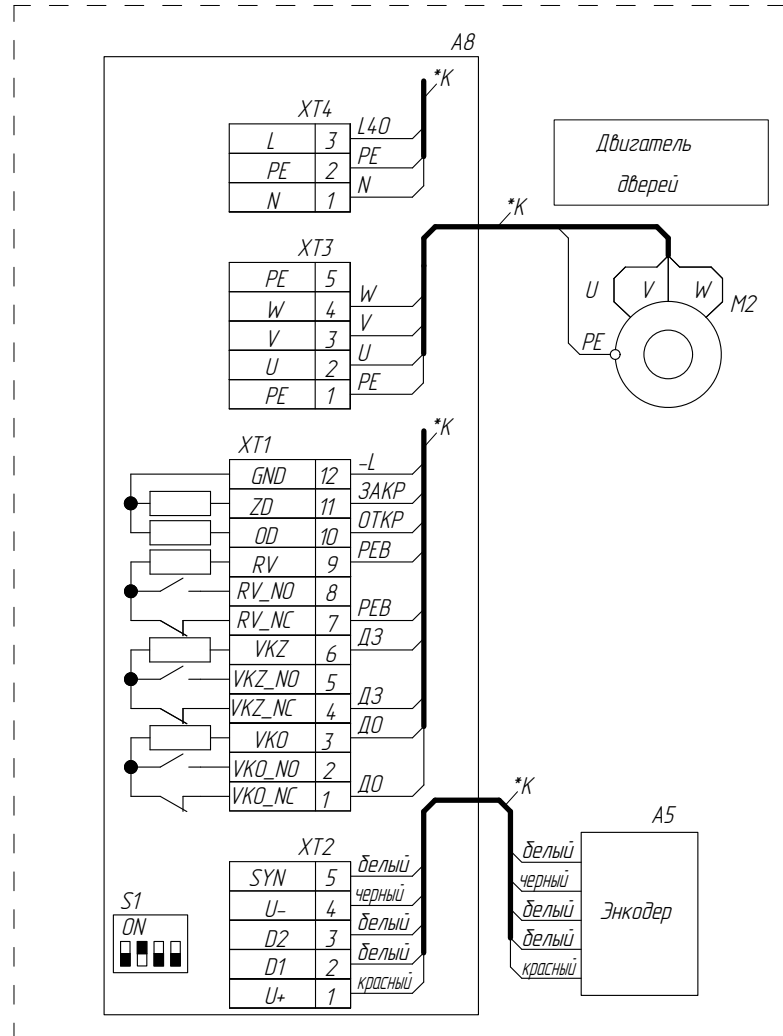 A8
*K
XT4
L 3 L40
PE 2 PE
N 1 N
Двигатель
дверей
*K
XT3
PE 5
W 4 W
V 3 V
U 2 U
PE 1 PE
U V W M2
PE
*K
XT1
GND 12 -L
ZD 11 ЗАКР
OD 10 ОТКР
RV 9 РЕВ
RV_NO 8
RV_NC 7 РЕВ
VKZ 6 ДЗ
VKZ_NO 5
VKZ_NC 4 ДЗ
VKO 3 ДО
VKO_NO 2
VKO_NC 1 ДО
*K
XT2
SYN 5 белый
U- 4 черный
D2 3 белый
D1 2 белый
U+ 1 красный
A5
белый
черный
белый
белый
красный
Энкодер
S1
ON